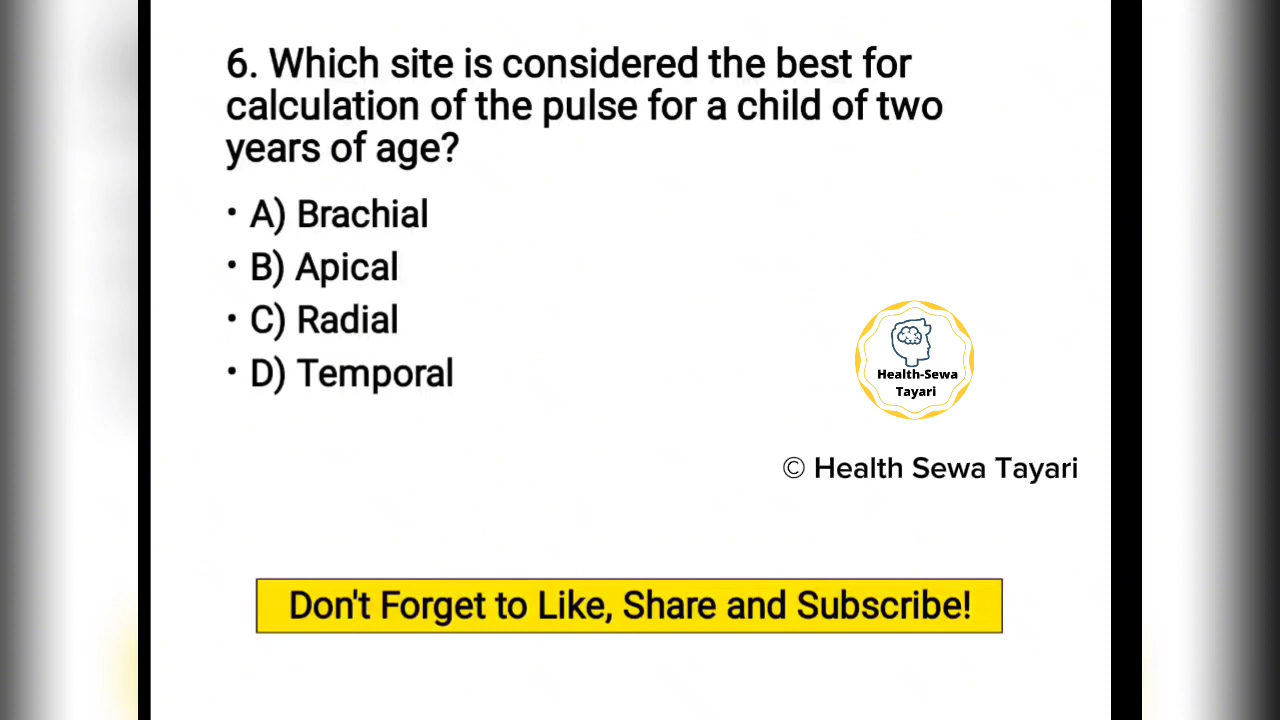 6. Which site is considered the best for
calculation of the pulse for a child of two
years of age?
• A) Brachial
• B) Apical
• C) Radial
• D) Temporal
Health-Sewa
Tayari
© Health Sewa Tayari
Don't Forget to Like, Share and Subscribe!